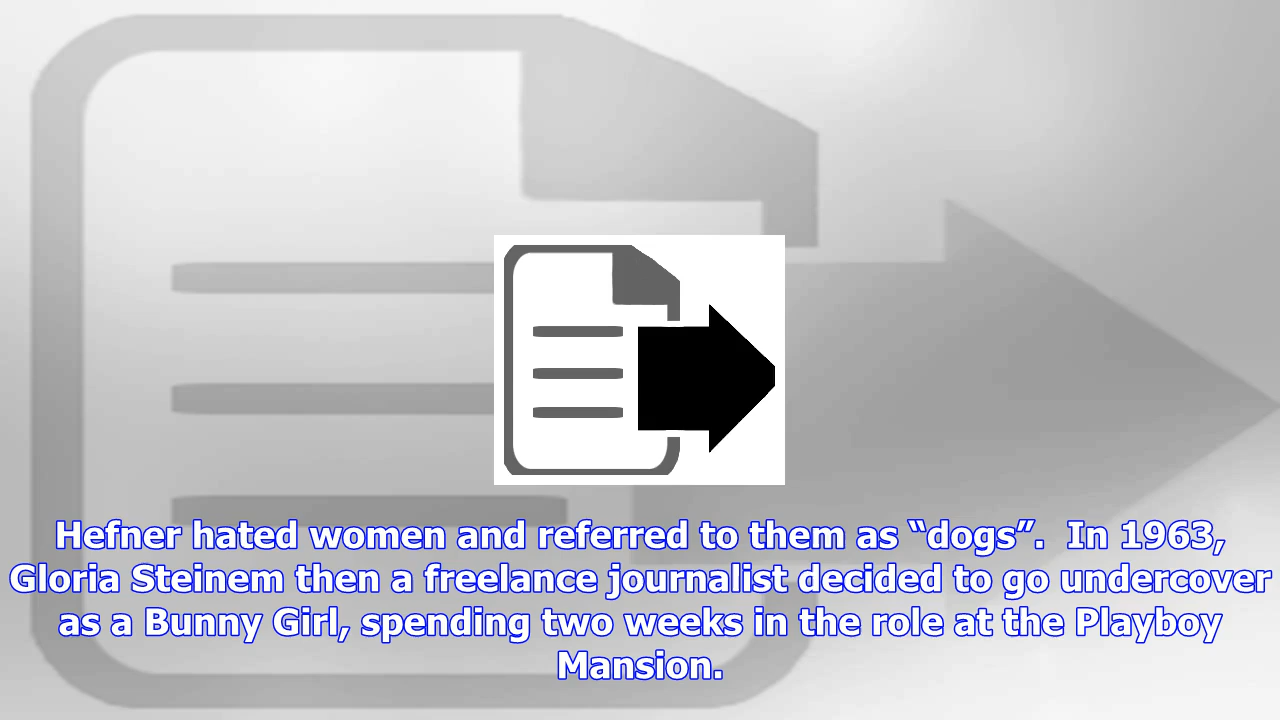 Hefner hated women and referred to them as “dogs”.  In 1963,
Gloria Steinem then a freelance journalist decided to go undercover
as a Bunny Girl, spending two weeks in the role at the Playboy
Mansion.